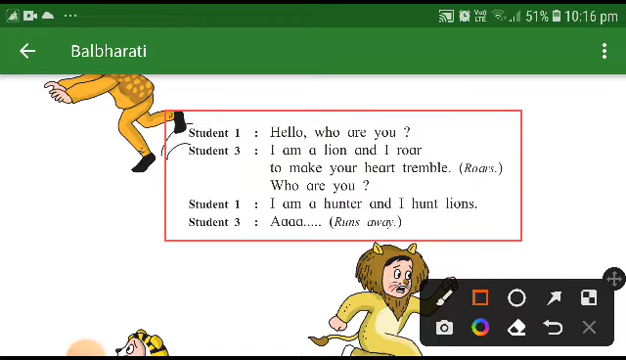 51% 10:16 pm
Balbharati
Student 1 : Hello, who are you ?
Student 3 : I am a lion and I roar
to make your heart tremble. (Roars.)
Who are you ?
Student 1 : I am a hunter and I hunt lions.
Student 3 : Aaaa..... (Runs away.)